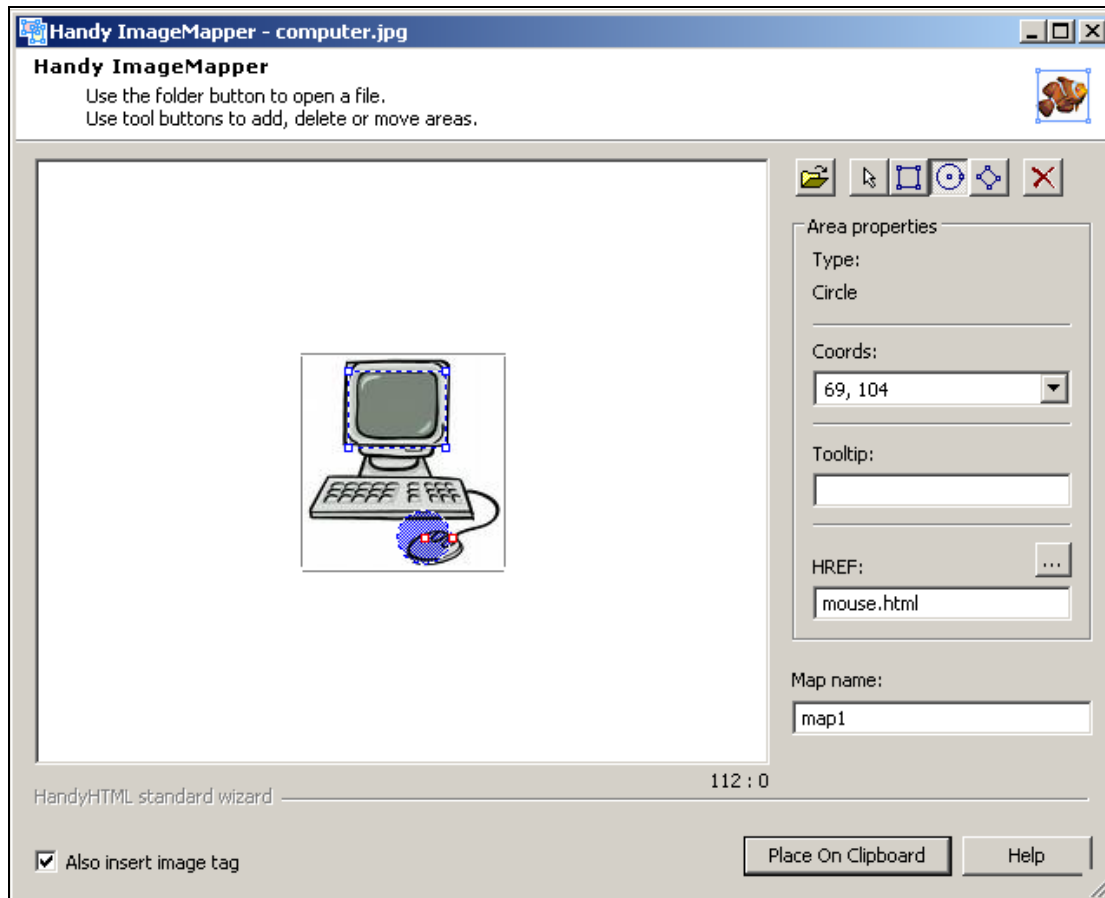 Handy ImageMapper - computer.jpg
Handy ImageMapper
Use the folder button to open a file.
Use tool buttons to add, delete or move areas.
Area properties
Type:
Circle
Coords:
69, 104
Tooltip:
HREF:
...
mouse.html
Map name:
map1
112 : 0
HandyHTML standard wizard
Also insert image tag
Place On Clipboard
Help